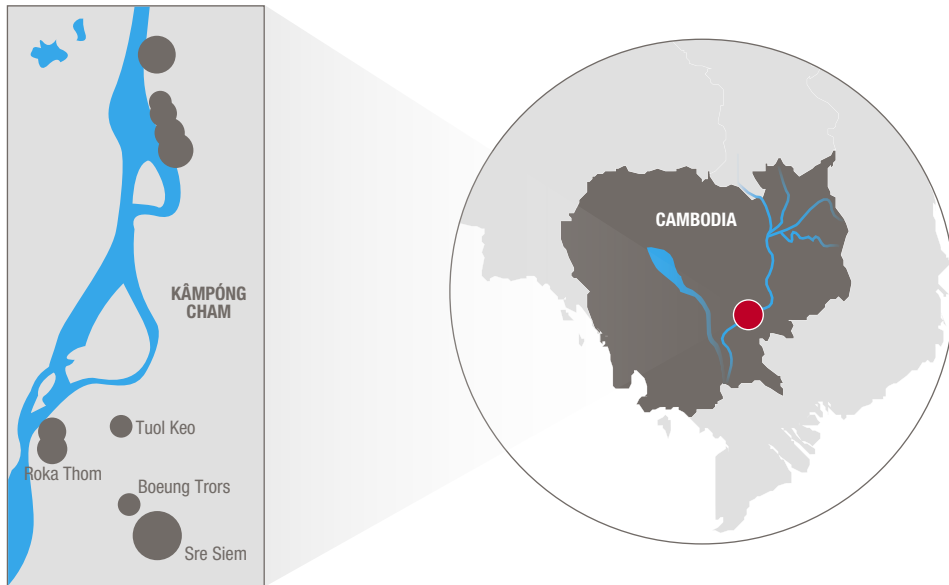 KÂMPÓNG
CHAM
Tuol Keo
Roka Thom
Boeung Trors
Sre Siem
CAMBODIA